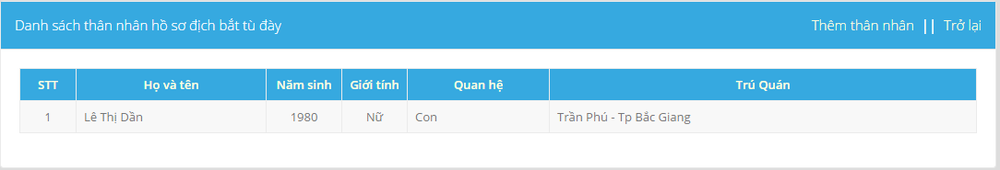 Danh sách thân nhân hồ sơ địch bắt tù đày
Thêm thân nhân || Trở lại
STT Họ và tên Năm sinh Giới tính Quan hệ Trú Quán
1 Lê Thị Dần 1980 Nữ Con Trần Phú - Tp Bắc Giang